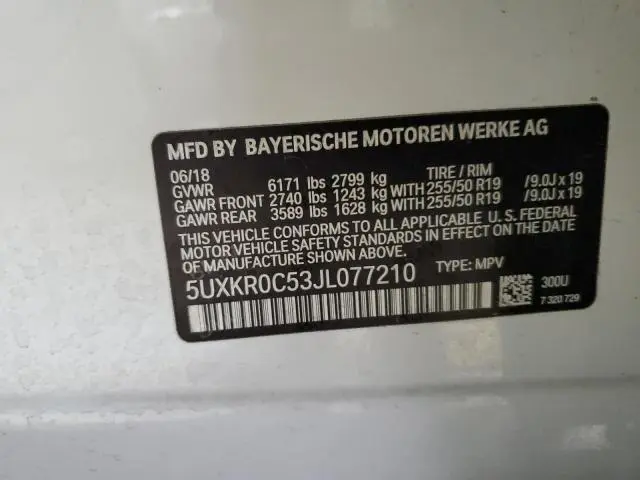 MFD BY BAYERISCHE MOTOREN WERKE AG
06/18 TIRE / RIM
GVWR 6171 lbs 2799 kg
GAWR FRONT 2740 lbs 1243 kg WITH 255/50 R19 /9.0J x 19
GAWR REAR 3589 lbs 1628 kg WITH 255/50 R19 /9.0J x 19
THIS VEHICLE CONFORMS TO ALL APPLICABLE U. S. FEDERAL
MOTOR VEHICLE SAFETY STANDARDS IN EFFECT ON THE DATE
OF MANUFACTURE SHOWN ABOVE.
5UXKR0C53JL077210 TYPE: MPV
300U
7 320 729